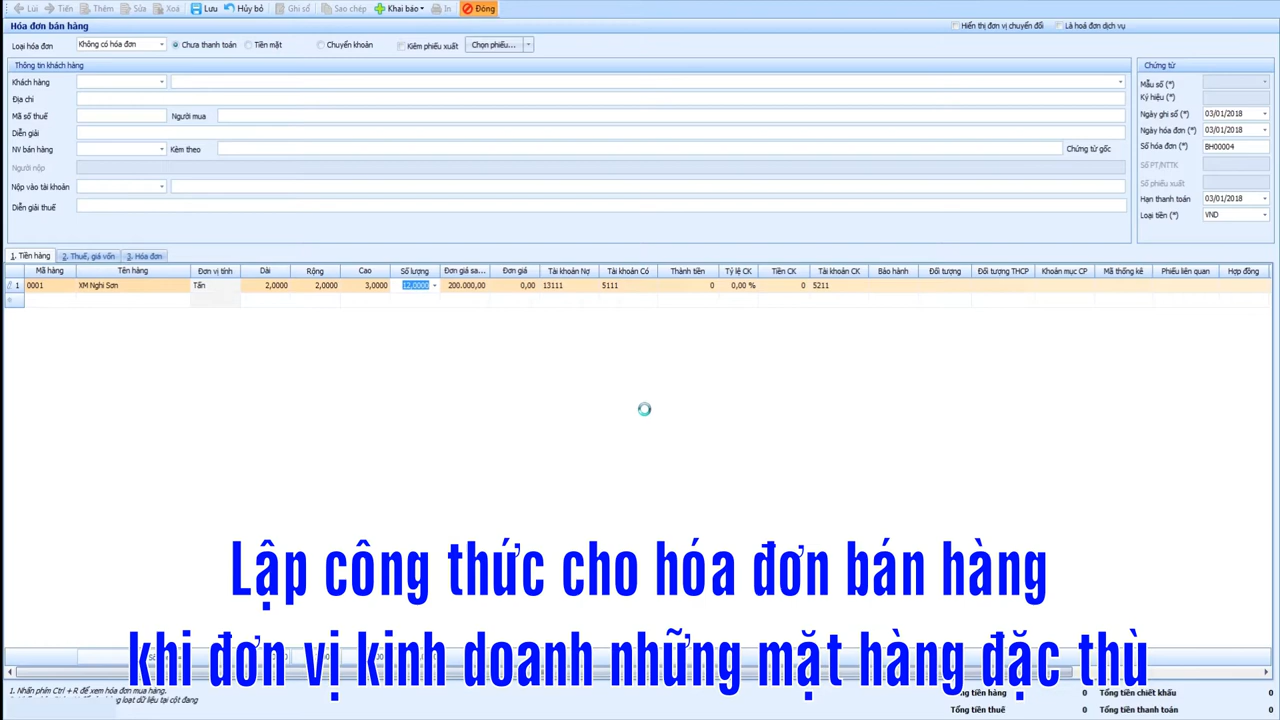 Lùi Tiến Thêm Sửa Xoá Lưu Hủy bỏ Ghi sổ Sao chép Khai báo In Đóng
Hóa đơn bán hàng
Hiển thị đơn vị chuyển đổi Là hoá đơn dịch vụ
Loại hóa đơn Không có hóa đơn Chưa thanh toán Tiền mặt Chuyển khoản Kiêm phiếu xuất Chọn phiếu...
Thông tin khách hàng
Khách hàng
Địa chỉ
Mã số thuế Người mua
Diễn giải
NV bán hàng Kèm theo Chứng từ gốc
Người nộp
Nộp vào tài khoản
Diễn giải thuế
Chứng từ
Mẫu số (*)
Ký hiệu (*)
Ngày ghi sổ (*) 03/01/2018
Ngày hóa đơn (*) 03/01/2018
Số hóa đơn (*) BH00004
Số PT/NTTK
Số phiếu xuất
Hạn thanh toán 03/01/2018
Loại tiền (*) VND
1. Tiền hàng 2. Thuế, giá vốn 3. Hóa đơn
Mã hàng Tên hàng Đơn vị tính Dài Rộng Cao Số lượng Đơn giá sa... Đơn giá Tài khoản Nợ Tài khoản Có Thành tiền Tỷ lệ CK Tiền CK Tài khoản CK Bảo hành Đối tượng Đối tượng THCP Khoản mục CP Mã thống kê Phiếu liên quan Hợp đồng
1 0001 XM Nghi Sơn Tấn 2,0000 2,0000 3,0000 12,0000 200.000,00 0,00 13111 5111 0 0,00 % 0 5211
Lập công thức cho hóa đơn bán hàng
khi đơn vị kinh doanh những mặt hàng đặc thù
1. Nhấn phím Ctrl + R để xem hóa đơn mua hàng.
loạt dữ liệu tại cột đang
tiền hàng 0 Tổng tiền chiết khấu 0
Tổng tiền thuế 0 Tổng tiền thanh toán 0